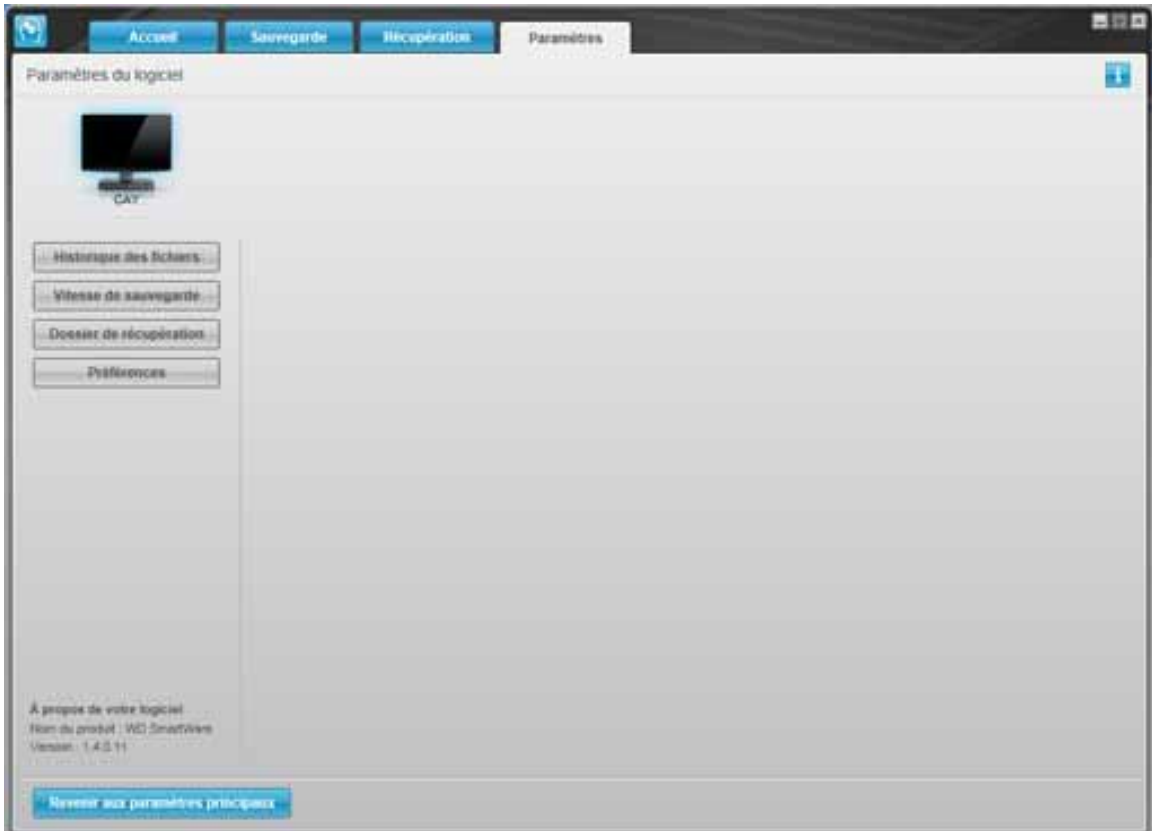 Accueil
Sauvegarde
Récupération
Paramètres
Paramètres du logiciel
Historique des fichiers
Vitesse de sauvegarde
Dossier de récupération
Préférences
À propos de votre logiciel
Nom du produit : WD SmartWare
Version : 1.4.0.11
Revenir aux paramètres principaux